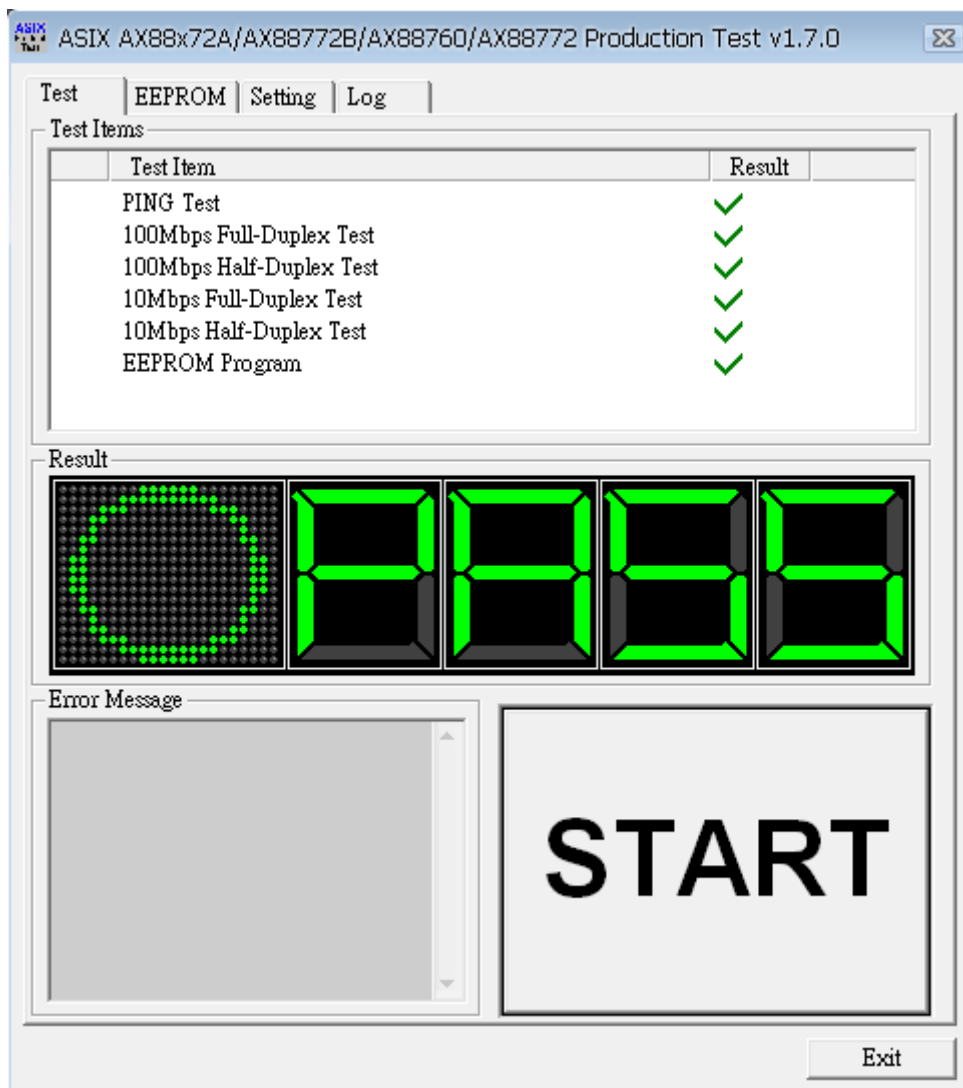 ASIX
Test
ASIX AX88x72A/AX88772B/AX88760/AX88772 Production Test v1.7.0
Test EEPROM Setting Log
Test Items
Test Item Result
PING Test
100Mbps Full-Duplex Test
100Mbps Half-Duplex Test
10Mbps Full-Duplex Test
10Mbps Half-Duplex Test
EEPROM Program
Result
PASS
Error Message
START
Exit